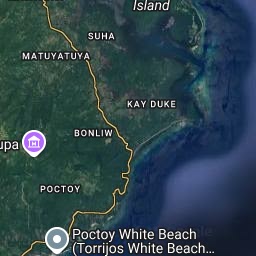 Island
SUHA
MATUYATUYA
KAY DUKE
BONLIW
upa
POCTOY
Poctoy White Beach
(Torrijos White Beach...